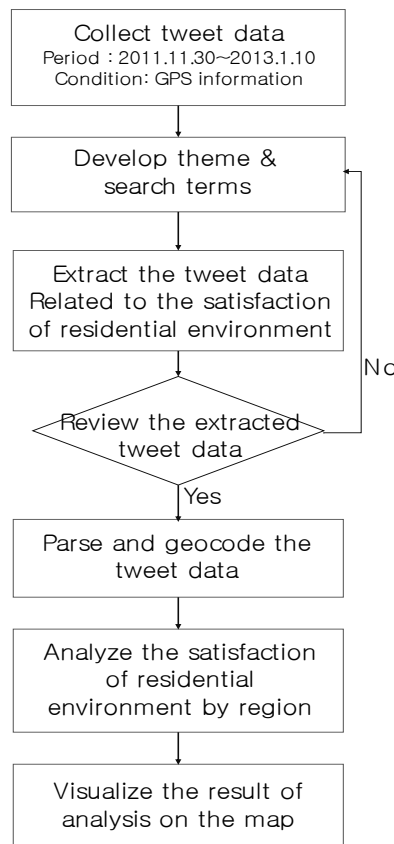 Collect tweet data
Period : 2011.11.30~2013.1.10
Condition: GPS information
Develop theme &
search terms
Extract the tweet data
Related to the satisfaction
of residential environment
No
Review the extracted
tweet data
Yes
Parse and geocode the
tweet data
Analyze the satisfaction
of residential
environment by region
Visualize the result of
analysis on the map